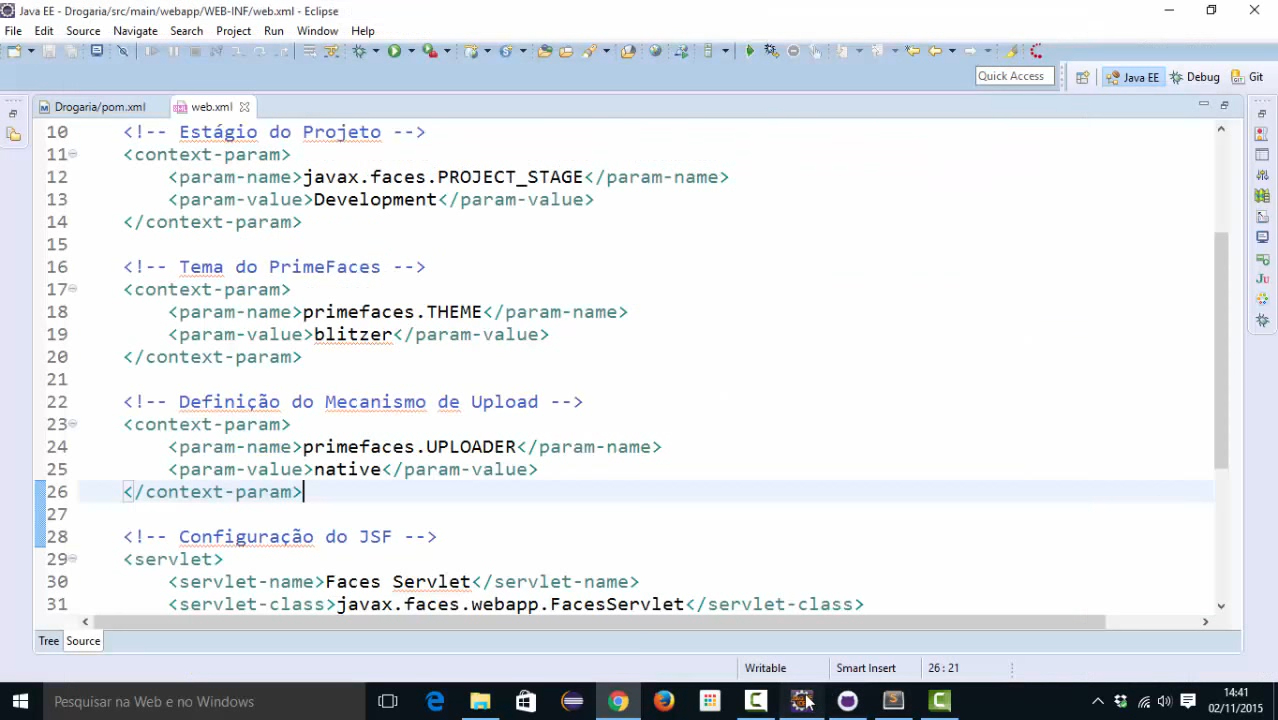 Java EE - Drogaria/src/main/webapp/WEB-INF/web.xml - Eclipse
File Edit Source Navigate Search Project Run Window Help
Quick Access
Java EE
Debug
Git
Drogaria/pom.xml
web.xml
10 <!-- Estágio do Projeto -->
11 <context-param>
12 <param-name>javax.faces.PROJECT_STAGE</param-name>
13 <param-value>Development</param-value>
14 </context-param>
15
16 <!-- Tema do PrimeFaces -->
17 <context-param>
18 <param-name>primefaces.THEME</param-name>
19 <param-value>blitzer</param-value>
20 </context-param>
21
22 <!-- Definição do Mecanismo de Upload -->
23 <context-param>
24 <param-name>primefaces.UPLOADER</param-name>
25 <param-value>native</param-value>
26 </context-param>
27
28 <!-- Configuração do JSF -->
29 <servlet>
30 <servlet-name>Faces Servlet</servlet-name>
31 <servlet-class>javax.faces.webapp.FacesServlet</servlet-class>
Tree Source
Writable Smart Insert 26 : 21
Pesquisar na Web e no Windows
14:41
02/11/2015